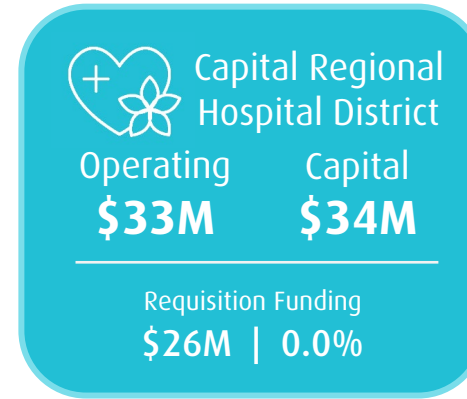 Capital Regional
Hospital District
Operating
$33M
Capital
$34M
Requisition Funding
$26M | 0.0%